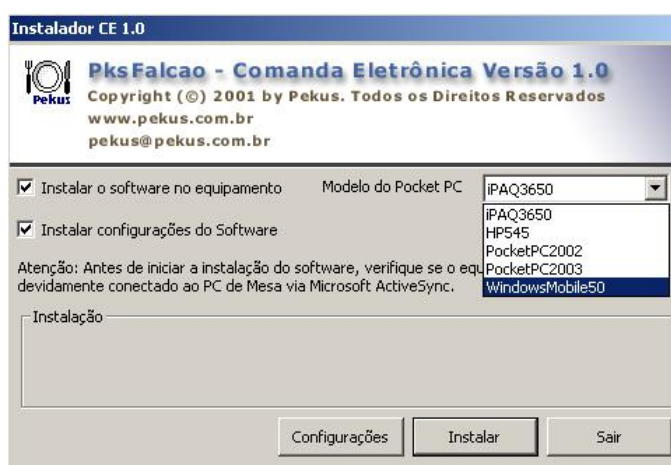 Instalador CE 1.0
PksFalcao - Comanda Eletrônica Versão 1.0
Copyright (©) 2001 by Pekus. Todos os Direitos Reservados
www.pekus.com.br
pekus@pekus.com.br
Pekus
Instalar o software no equipamento
Modelo do Pocket PC
iPAQ3650
iPAQ3650
HP545
PocketPC2002
PocketPC2003
WindowsMobile50
Instalar configurações do Software
Atenção: Antes de iniciar a instalação do software, verifique se o equ
devidamente conectado ao PC de Mesa via Microsoft ActiveSync.
Instalação
Configurações
Instalar
Sair